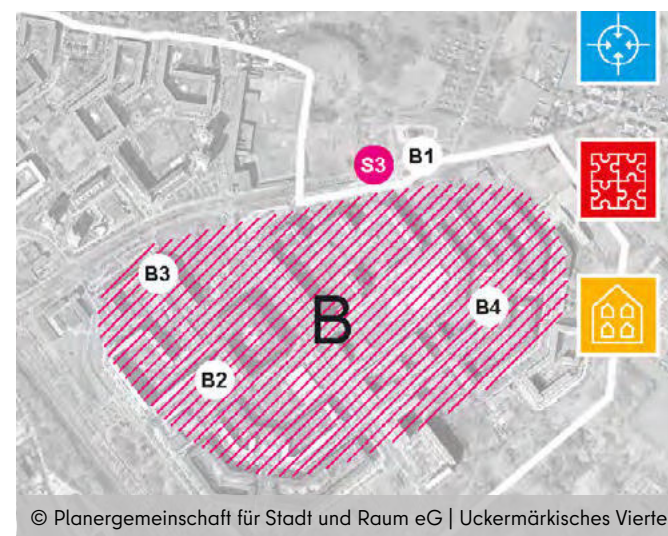 S3
B1
B3
B4
B
B2
© Planergemeinschaft für Stadt und Raum eG | Uckermärkisches Vierte